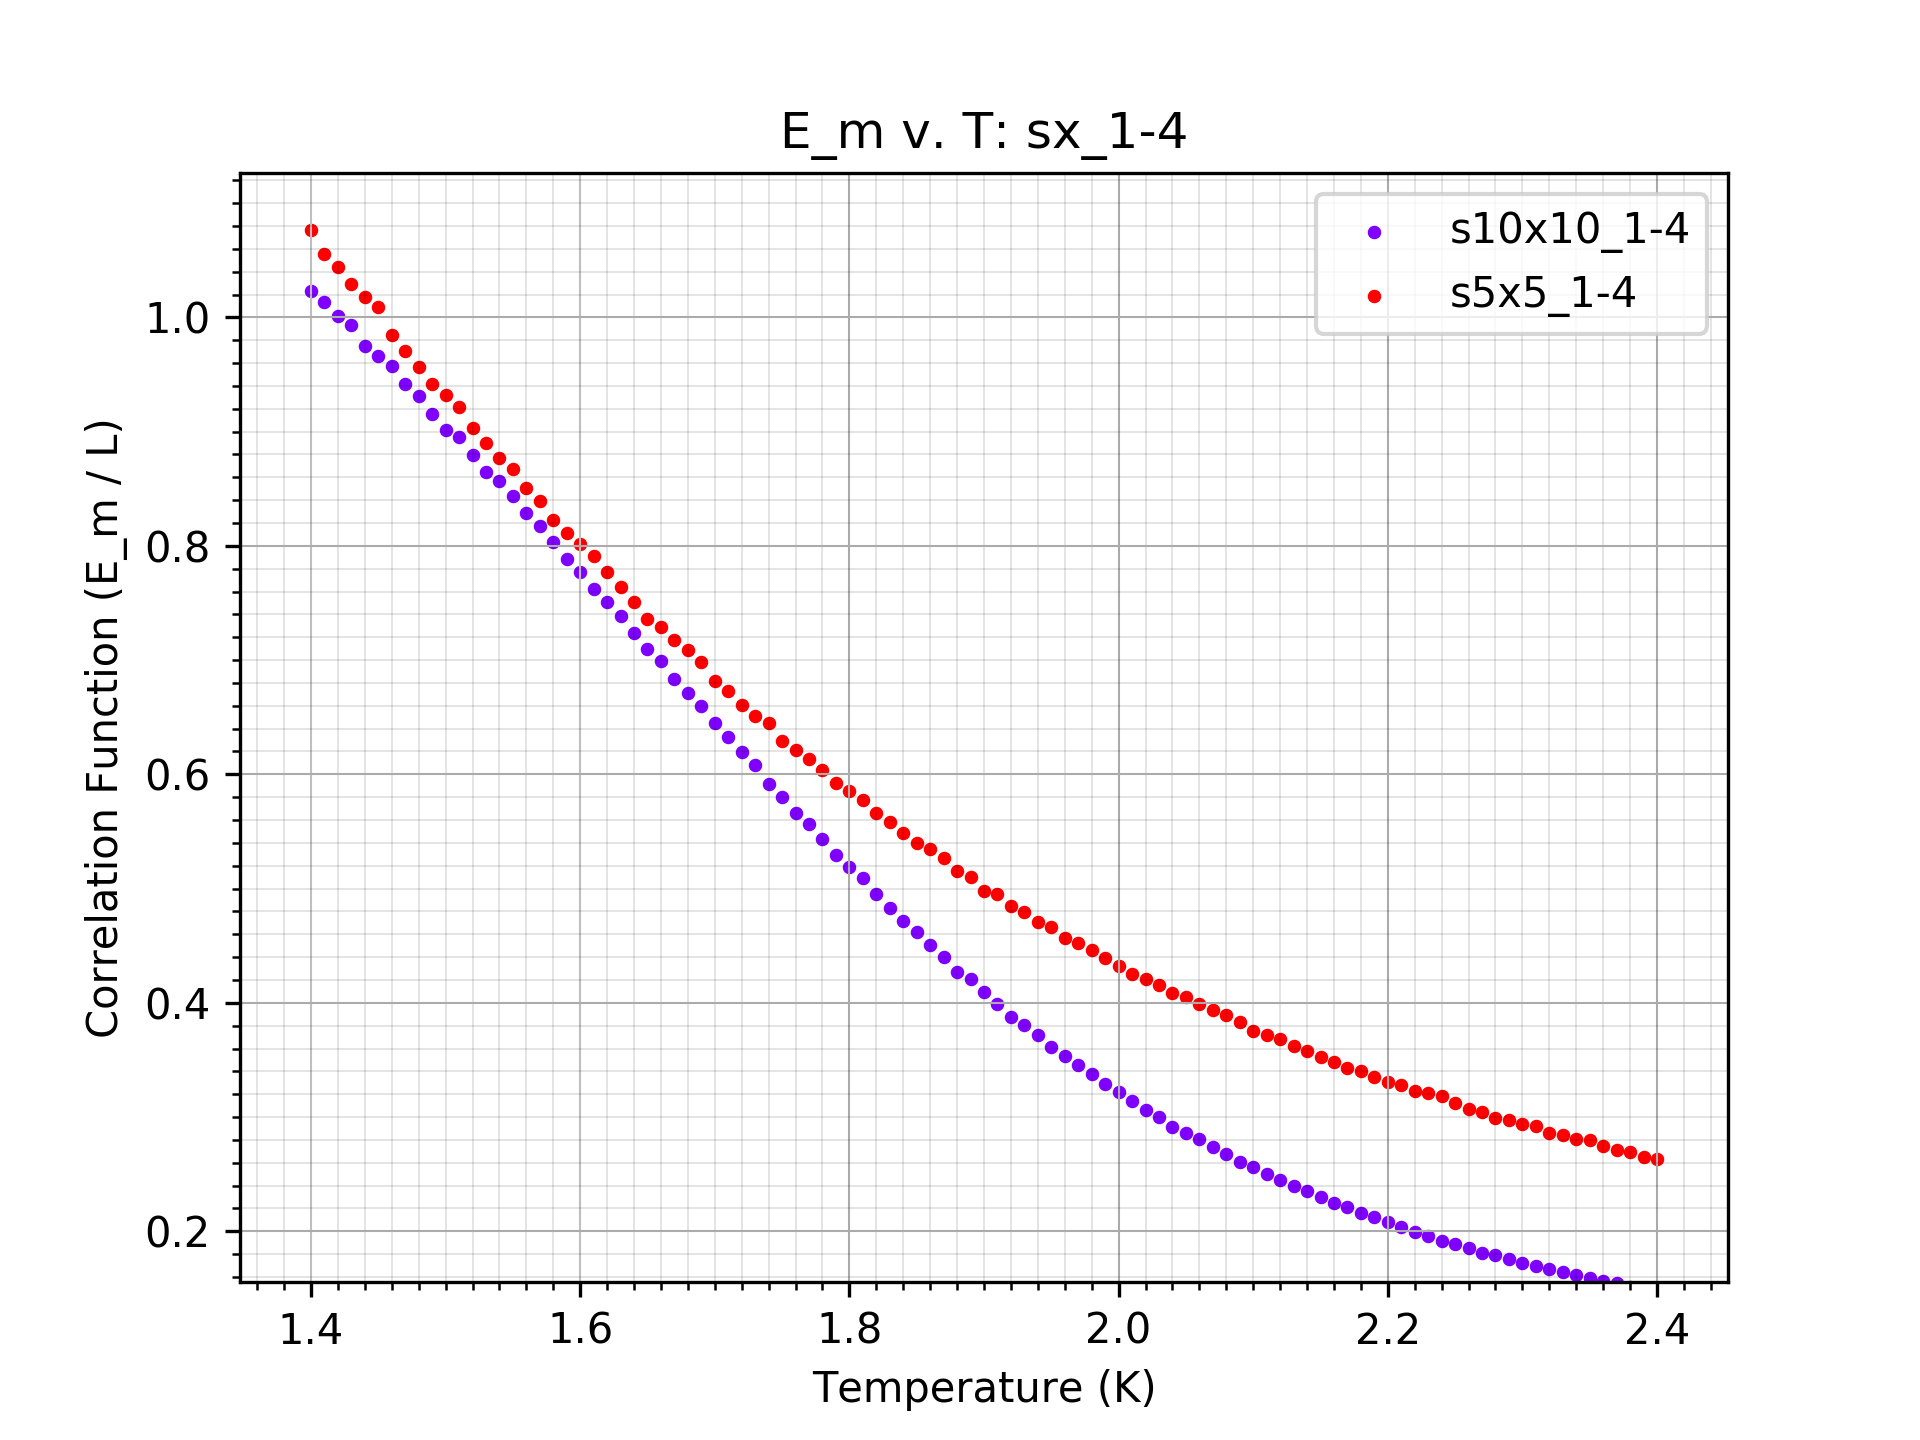 E_m v. T: sx_1-4
s10x10_1-4
s5x5_1-4
Correlation Function (E_m / L)
1.0
0.8
0.6
0.4
0.2
1.4 1.6 1.8 2.0 2.2 2.4
Temperature (K)